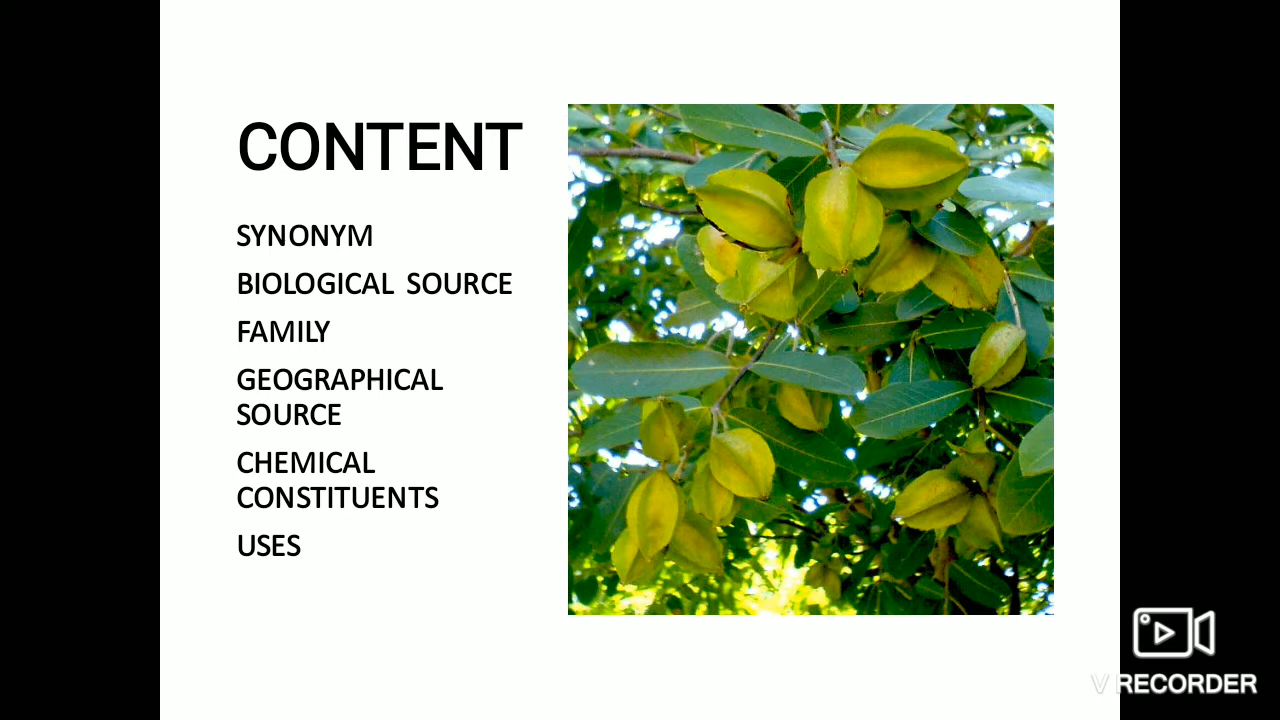 CONTENT
SYNONYM
BIOLOGICAL SOURCE
FAMILY
GEOGRAPHICAL
SOURCE
CHEMICAL
CONSTITUENTS
USES
V RECORDER